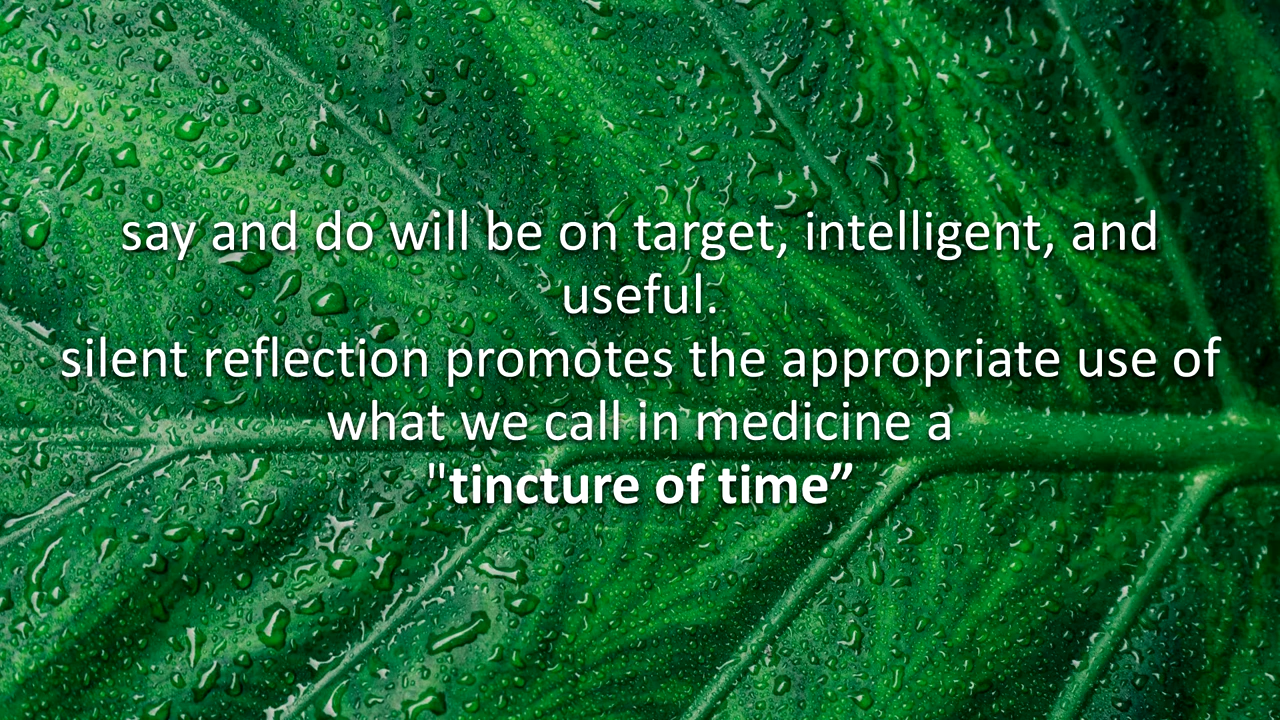 say and do will be on target, intelligent, and
useful.
silent reflection promotes the appropriate use of
what we call in medicine a
"tincture of time”